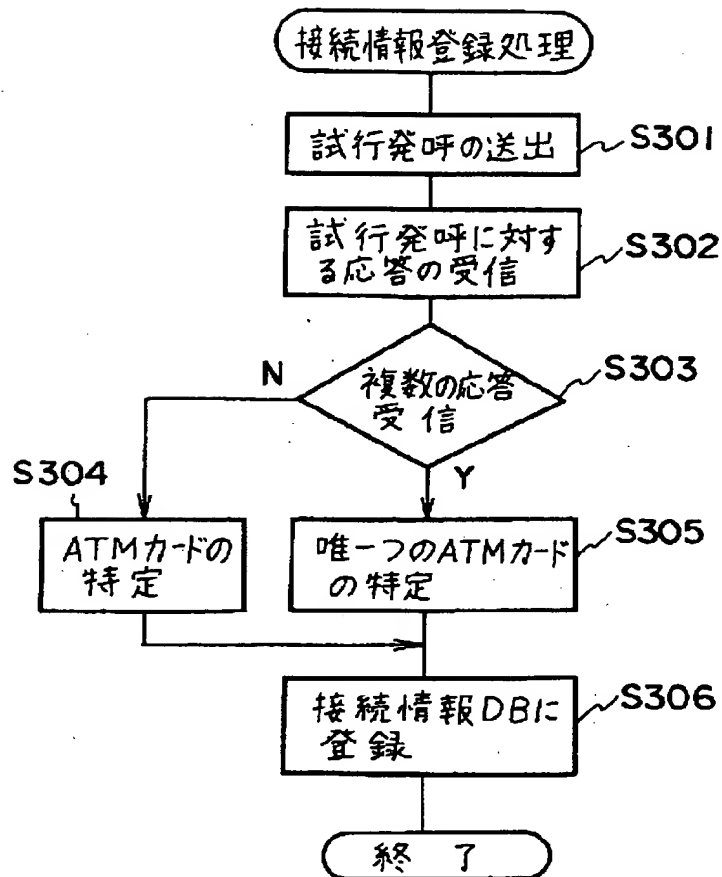 接続情報登録処理
試行発呼の送出
S301
試行発呼に対す
る応答の受信
S302
複数の応答
受信
S303
N
Y
S304
ATMカードの
特定
唯一つのATMカード
の特定
S305
接続情報DBに
登録
S306
終了